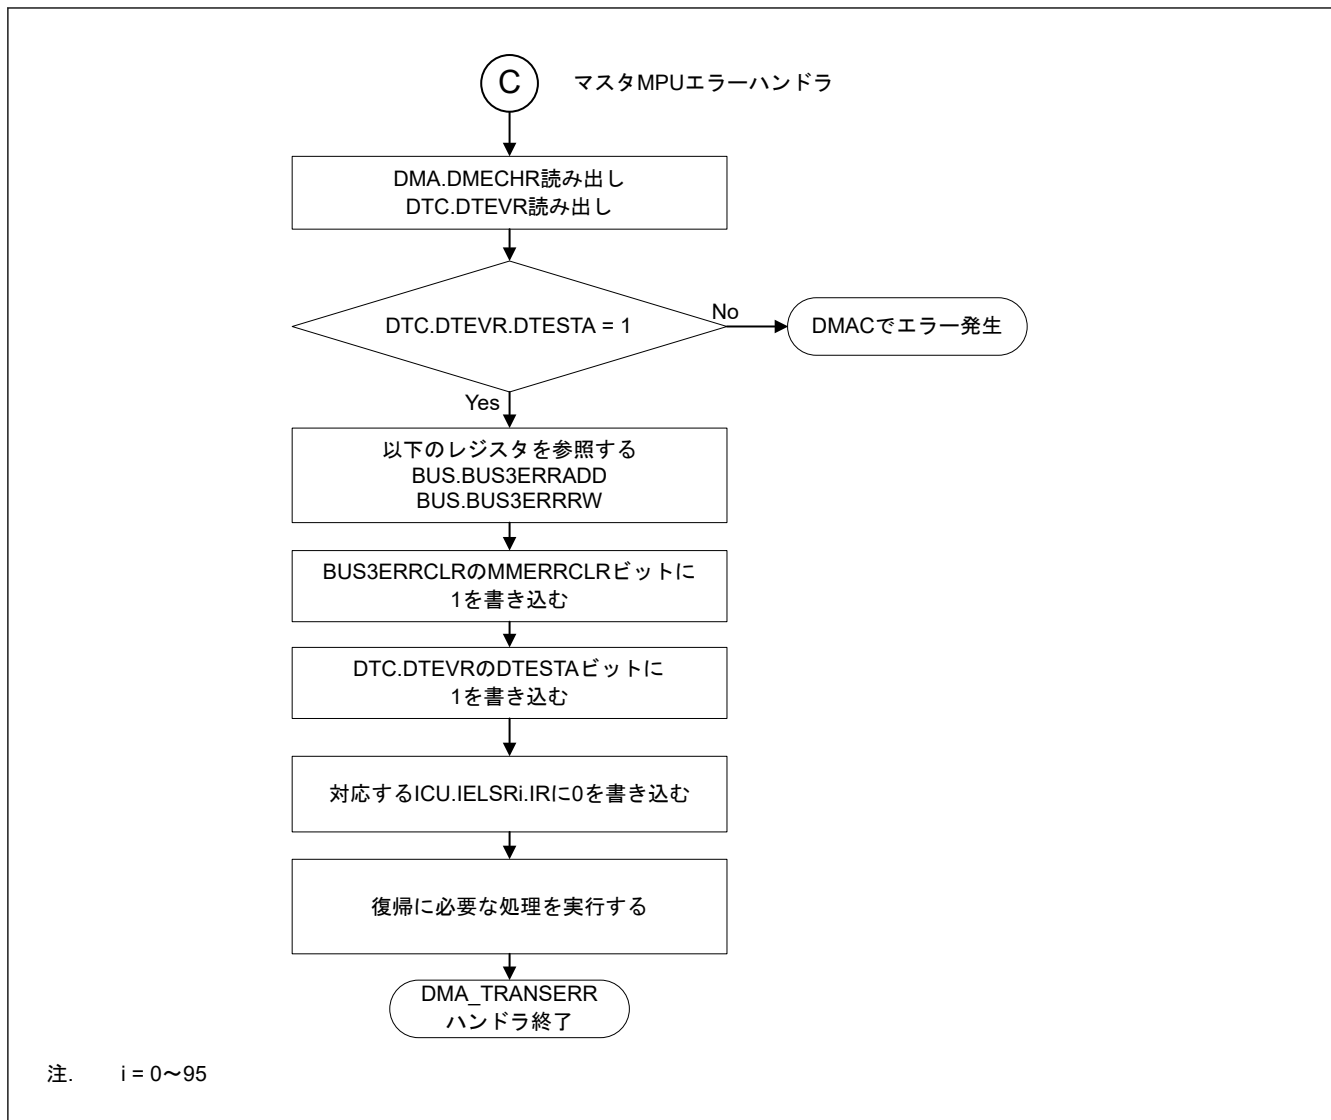 C
マスタMPUエラーハンドラ
DMA.DMECHR読み出し
DTC.DTEVR読み出し
DTC.DTEVR.DTESTA = 1
No
DMACでエラー発生
Yes
以下のレジスタを参照する
BUS.BUS3ERRADD
BUS.BUS3ERRRW
BUS3ERRCLRのMMERRCLRビットに
1を書き込む
DTC.DTEVRのDTESTAビットに
1を書き込む
対応するICU.IELSRi.IRに0を書き込む
復帰に必要な処理を実行する
DMA_TRANSERR
ハンドラ終了
注. i = 0～95